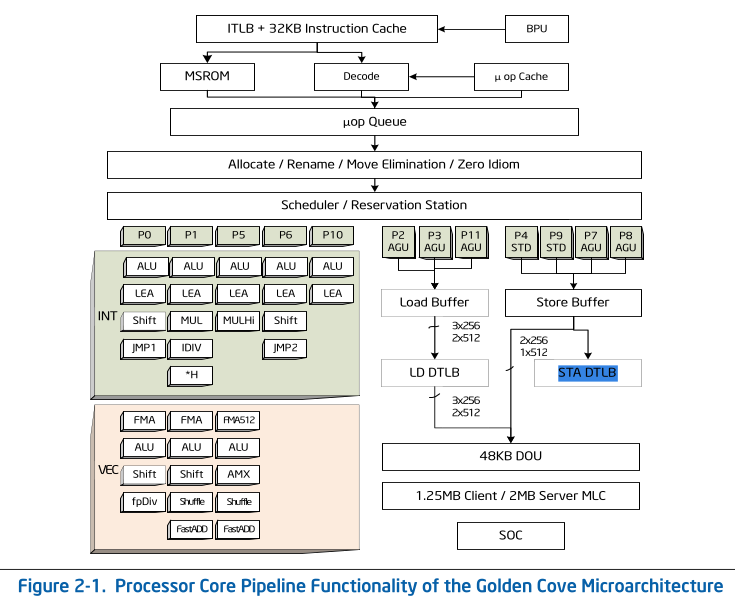 ITLB + 32KB Instruction Cache
BPU
MSROM
Decode
μ op Cache
μop Queue
Allocate / Rename / Move Elimination / Zero Idiom
Scheduler / Reservation Station
P0 P1 P5 P6 P10
P2 AGU
P3 AGU
P11 AGU
P4 STD
P9 STD
P7 AGU
P8 AGU
INT
ALU ALU ALU ALU ALU
LEA LEA LEA LEA LEA
Shift MUL MULHi Shift
JMP1 IDIV JMP2
*H
Load Buffer
Store Buffer
3x256
2x512
2x256
1x512
LD DTLB
STA DTLB
3x256
2x512
VEC
FMA FMA FMA512
ALU ALU ALU
Shift Shift AMX
fpDiv Shuffle Shuffle
FastADD FastADD
48KB DOU
1.25MB Client / 2MB Server MLC
SOC
Figure 2-1. Processor Core Pipeline Functionality of the Golden Cove Microarchitecture